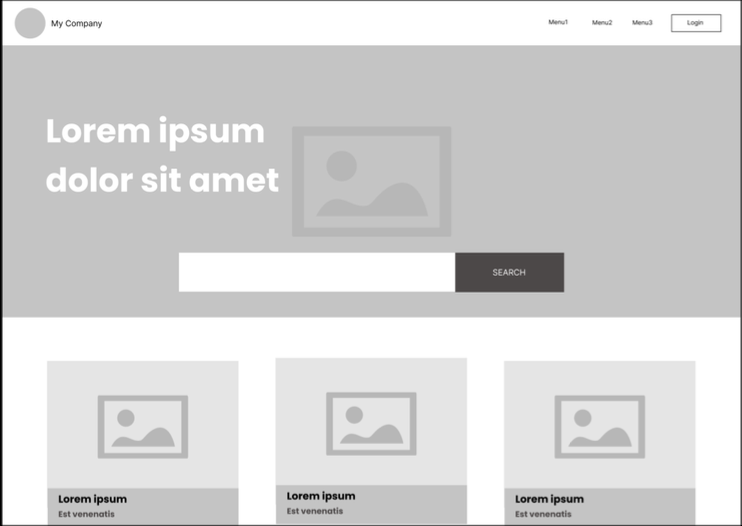 My Company
Menu1 Menu2 Menu3 Login
Lorem ipsum
dolor sit amet
SEARCH
Lorem ipsum
Est venenatis
Lorem ipsum
Est venenatis
Lorem ipsum
Est venenatis